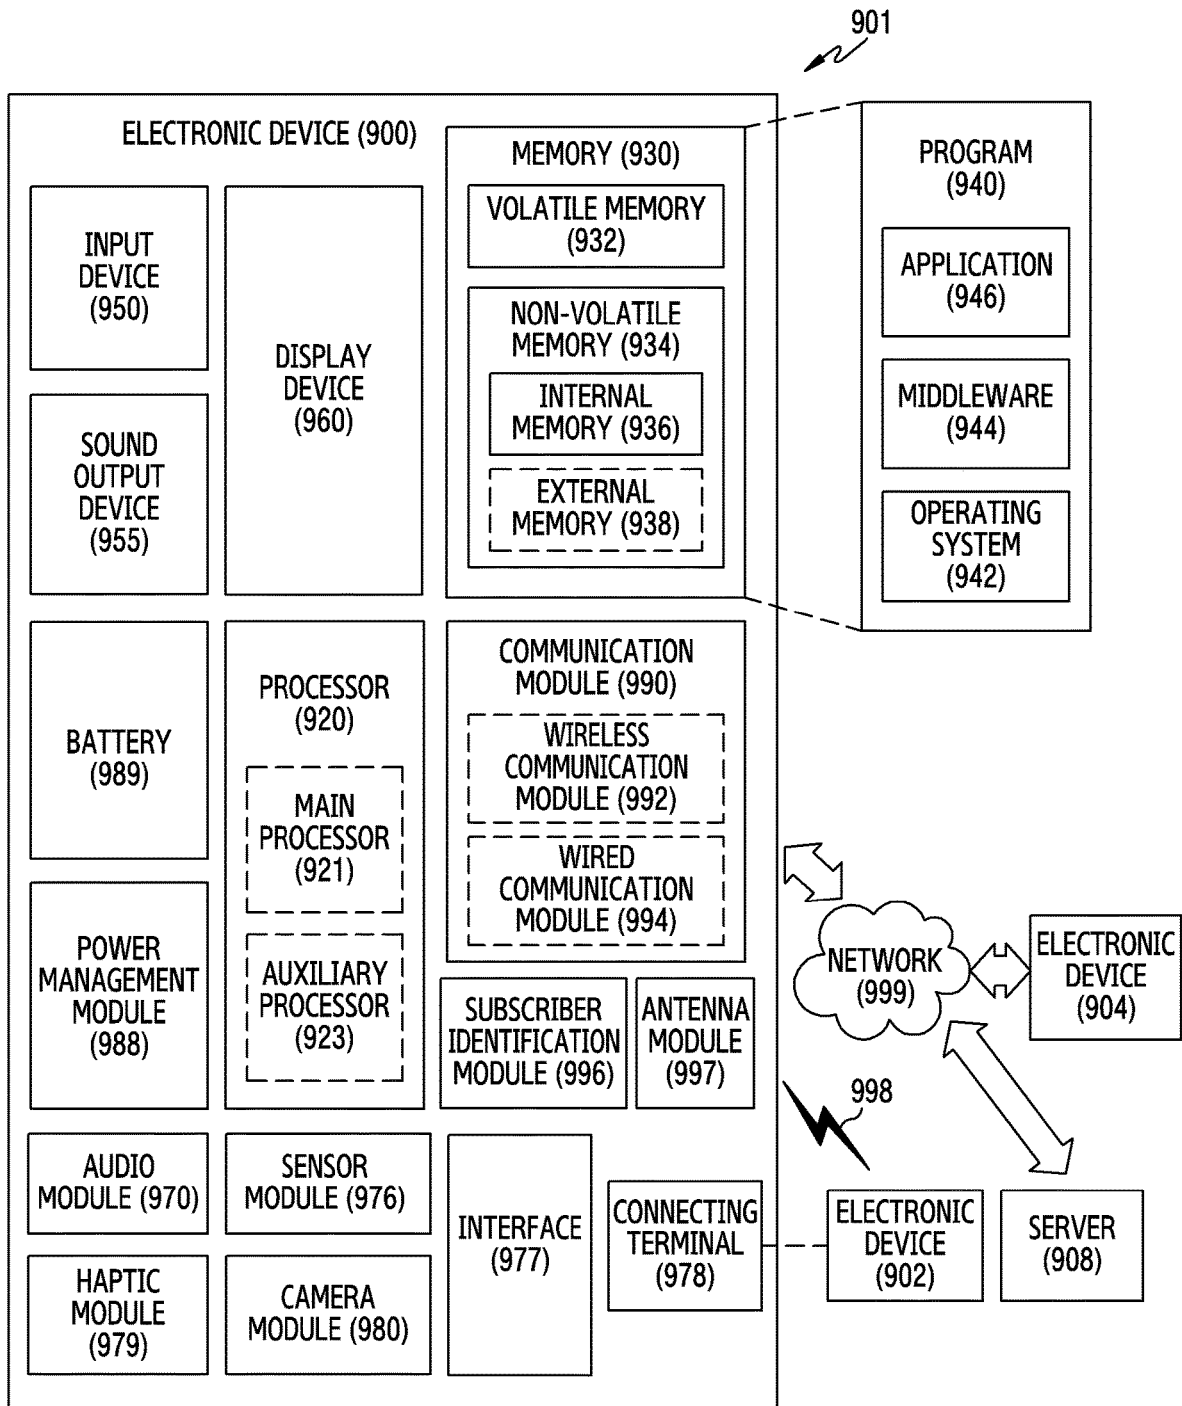 901
ELECTRONIC DEVICE (900)
INPUT
DEVICE
(950)
SOUND
OUTPUT
DEVICE
(955)
DISPLAY
DEVICE
(960)
MEMORY (930)
VOLATILE MEMORY
(932)
NON-VOLATILE
MEMORY (934)
INTERNAL
MEMORY (936)
EXTERNAL
MEMORY (938)
PROGRAM
(940)
APPLICATION
(946)
MIDDLEWARE
(944)
OPERATING
SYSTEM
(942)
BATTERY
(989)
POWER
MANAGEMENT
MODULE
(988)
PROCESSOR
(920)
MAIN
PROCESSOR
(921)
AUXILIARY
PROCESSOR
(923)
COMMUNICATION
MODULE (990)
WIRELESS
COMMUNICATION
MODULE (992)
WIRED
COMMUNICATION
MODULE (994)
SUBSCRIBER
IDENTIFICATION
MODULE (996)
ANTENNA
MODULE
(997)
NETWORK
(999)
ELECTRONIC
DEVICE
(904)
998
AUDIO
MODULE (970)
SENSOR
MODULE (976)
HAPTIC
MODULE
(979)
CAMERA
MODULE (980)
INTERFACE
(977)
CONNECTING
TERMINAL
(978)
ELECTRONIC
DEVICE
(902)
SERVER
(908)